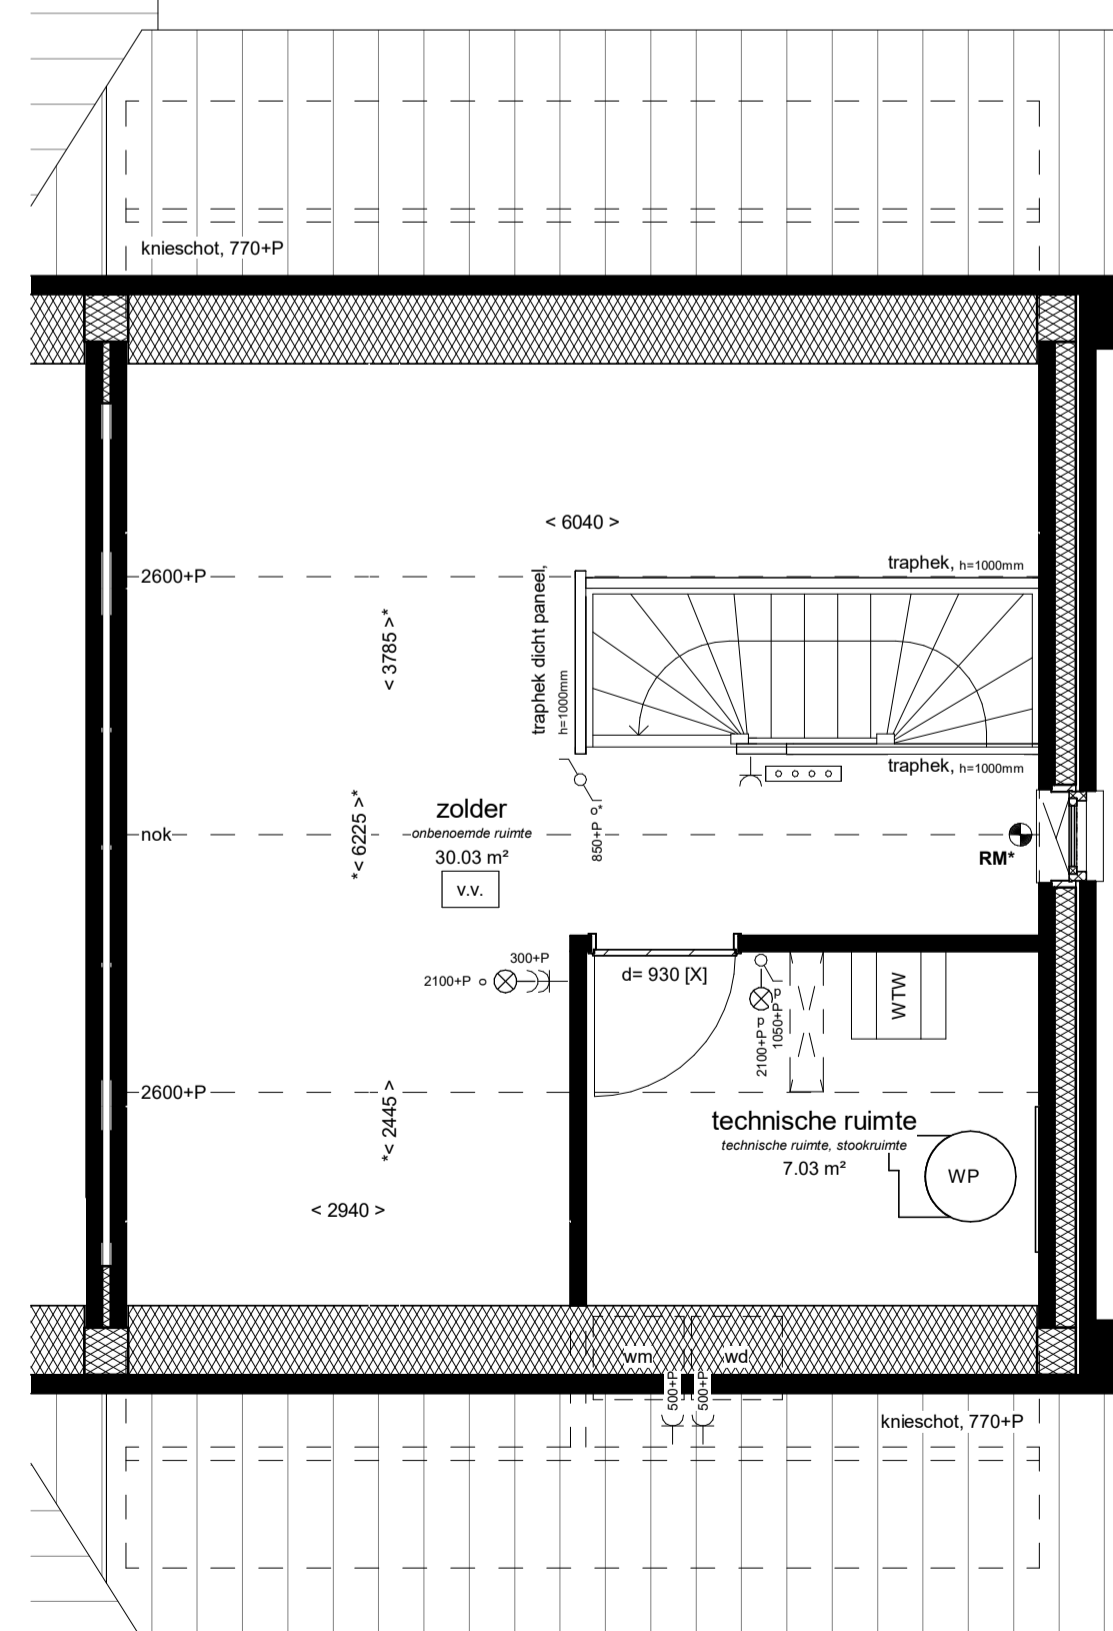 knieschot, 770+P
< 6040 >
2600+P
traphek, h=1000mm
traphek dicht paneel,
h=1000mm
< 3785 >*
traphek, h=1000mm
zolder
onbenoemde ruimte
30.03 m²
v.v.
*< 6225 >*
nok
850+P
RM*
300+P
2100+P
d= 930 [X]
p
p
2100+P
1050+P
WTW
2600+P
*< 2445 >
technische ruimte
technische ruimte, stookruimte
7.03 m²
WP
< 2940 >
wm
wd
500+P
500+P
knieschot, 770+P